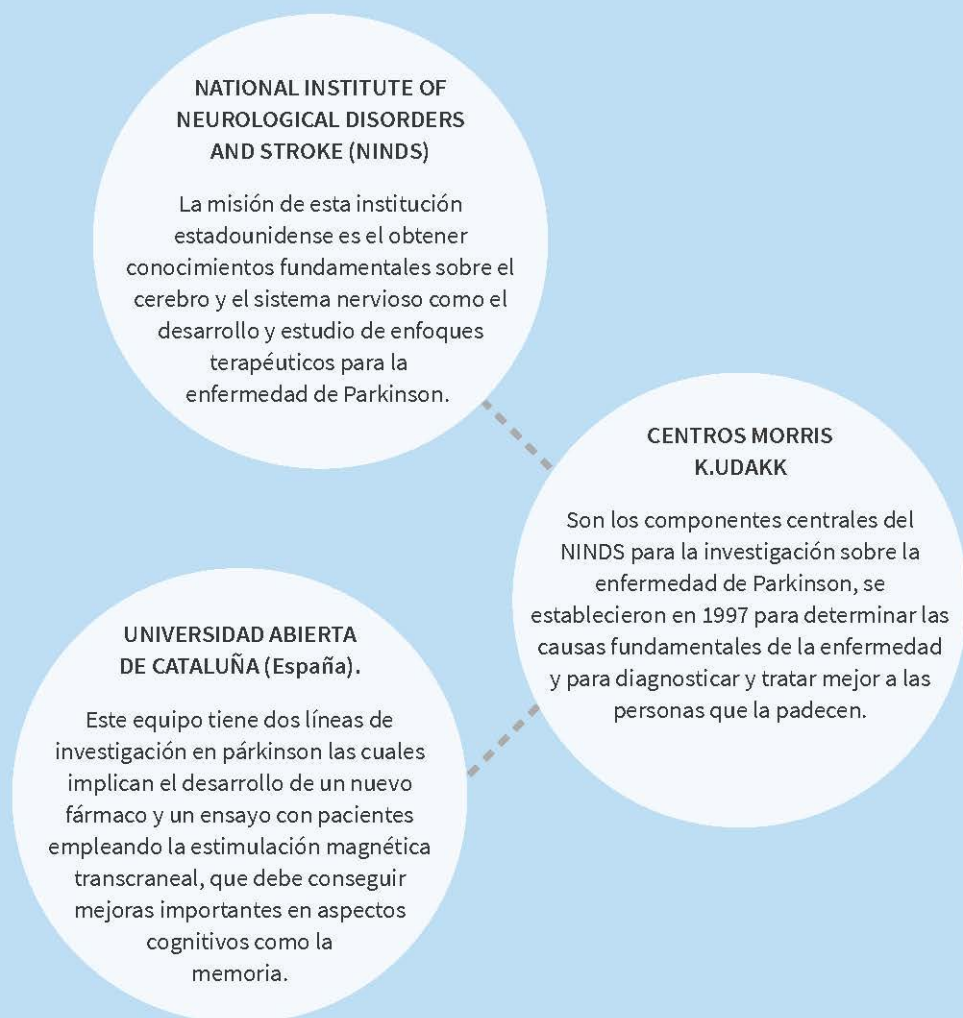 NATIONAL INSTITUTE OF
NEUROLOGICAL DISORDERS
AND STROKE (NINDS)
La misión de esta institución
estadounidense es el obtener
conocimientos fundamentales sobre el
cerebro y el sistema nervioso como el
desarrollo y estudio de enfoques
terapéuticos para la
enfermedad de Parkinson.
CENTROS MORRIS
K.UDAKK
Son los componentes centrales del
NINDS para la investigación sobre la
enfermedad de Parkinson, se
establecieron en 1997 para determinar las
causas fundamentales de la enfermedad
y para diagnosticar y tratar mejor a las
personas que la padecen.
UNIVERSIDAD ABIERTA
DE CATALUÑA (España).
Este equipo tiene dos líneas de
investigación en párkinson las cuales
implican el desarrollo de un nuevo
fármaco y un ensayo con pacientes
empleando la estimulación magnética
transcraneal, que debe conseguir
mejoras importantes en aspectos
cognitivos como la
memoria.